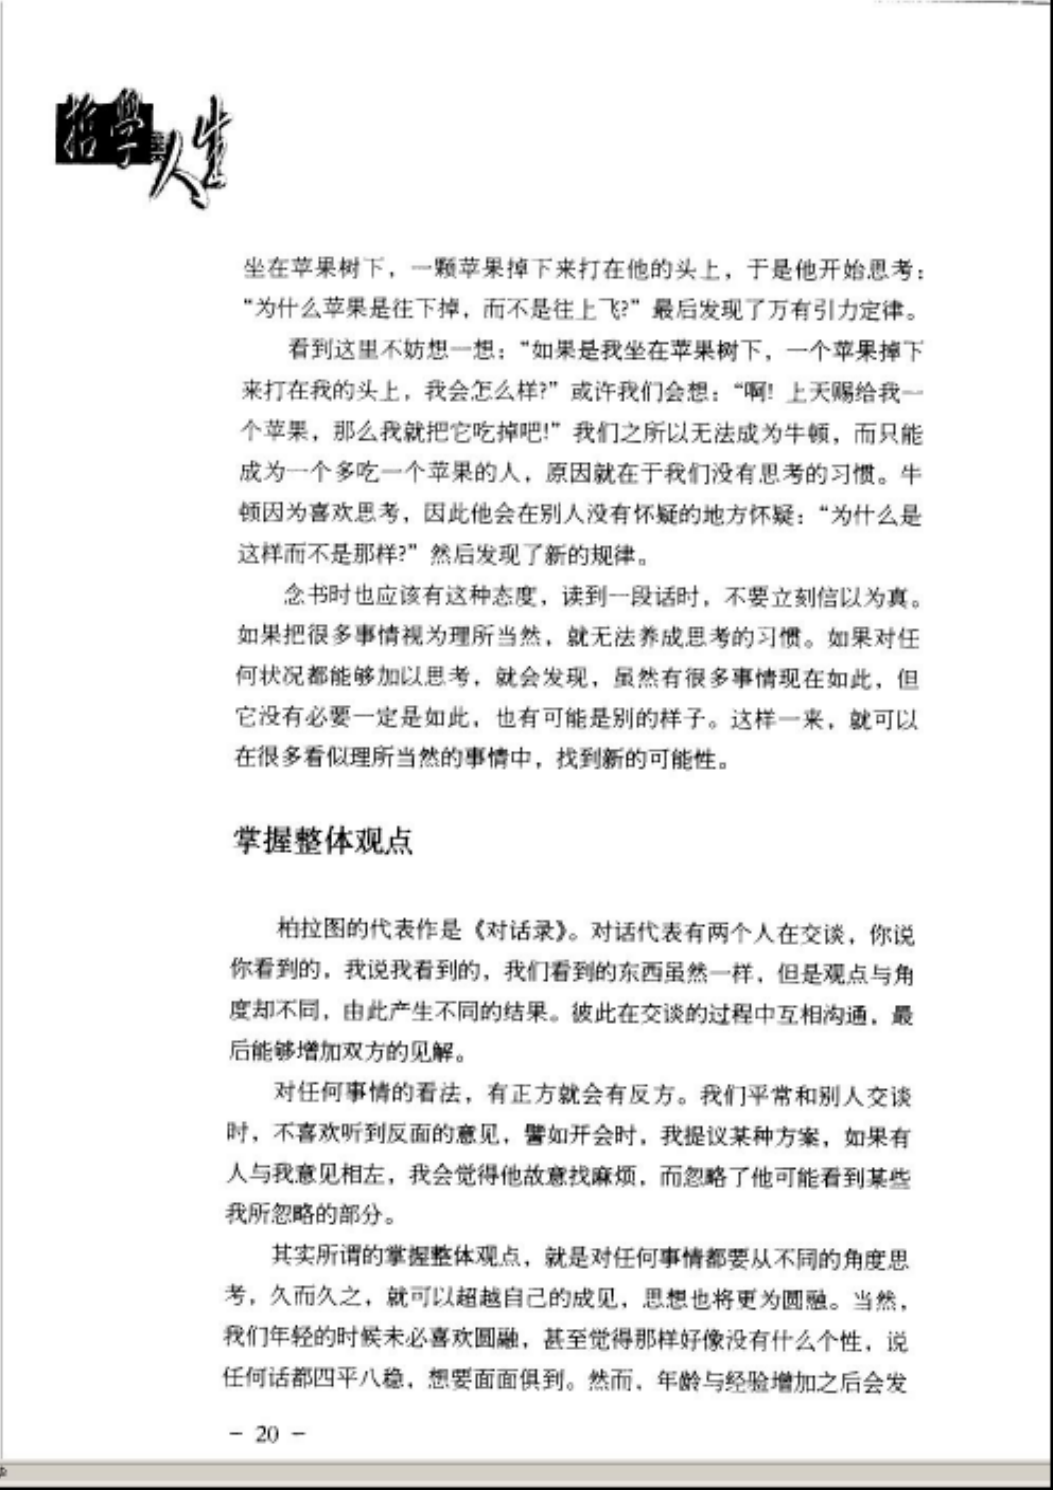 哲學與人生
坐在苹果树下，一颗苹果掉下来打在他的头上，于是他开始思考：
“为什么苹果是往下掉，而不是往上飞?”最后发现了万有引力定律。
看到这里不妨想一想：“如果是我坐在苹果树下，一个苹果掉下
来打在我的头上，我会怎么样?”或许我们会想：“啊！上天赐给我一
个苹果，那么我就把它吃掉吧!”我们之所以无法成为牛顿，而只能
成为一个多吃一个苹果的人，原因就在于我们没有思考的习惯。牛
顿因为喜欢思考，因此他会在别人没有怀疑的地方怀疑：“为什么是
这样而不是那样?”然后发现了新的规律。
念书时也应该有这种态度，读到一段话时，不要立刻信以为真。
如果把很多事情视为理所当然，就无法养成思考的习惯。如果对任
何状况都能够加以思考，就会发现，虽然有很多事情现在如此，但
它没有必要一定是如此，也有可能是别的样子。这样一来，就可以
在很多看似理所当然的事情中，找到新的可能性。
掌握整体观点
柏拉图的代表作是《对话录》。对话代表有两个人在交谈，你说
你看到的，我说我看到的，我们看到的东西虽然一样，但是观点与角
度却不同，由此产生不同的结果。彼此在交谈的过程中互相沟通，最
后能够增加双方的见解。
对任何事情的看法，有正方就会有反方。我们平常和别人交谈
时，不喜欢听到反面的意见，譬如开会时，我提议某种方案，如果有
人与我意见相左，我会觉得他故意找麻烦，而忽略了他可能看到某些
我所忽略的部分。
其实所谓的掌握整体观点，就是对任何事情都要从不同的角度思
考，久而久之，就可以超越自己的成见，思想也将更为圆融。当然，
我们年轻的时候未必喜欢圆融，甚至觉得那样好像没有什么个性，说
任何话都四平八稳，想要面面俱到。然而，年龄与经验增加之后会发
- 20 -